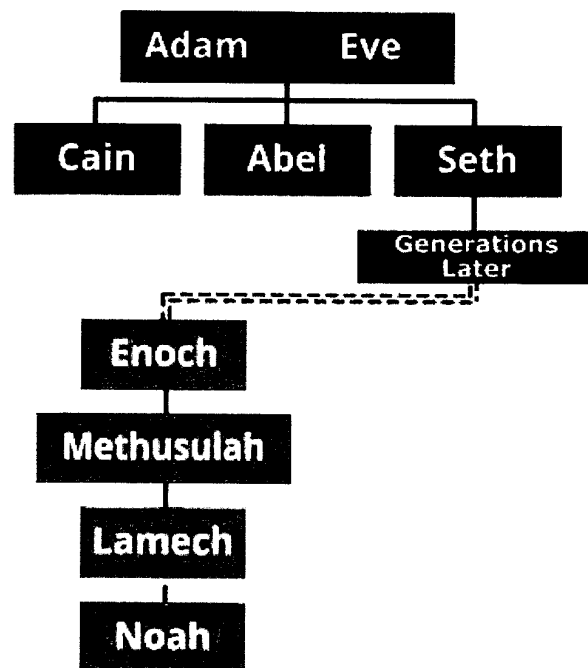 Adam Eve
Cain Abel Seth
Generations
Later
Enoch
Methusulah
Lamech
Noah